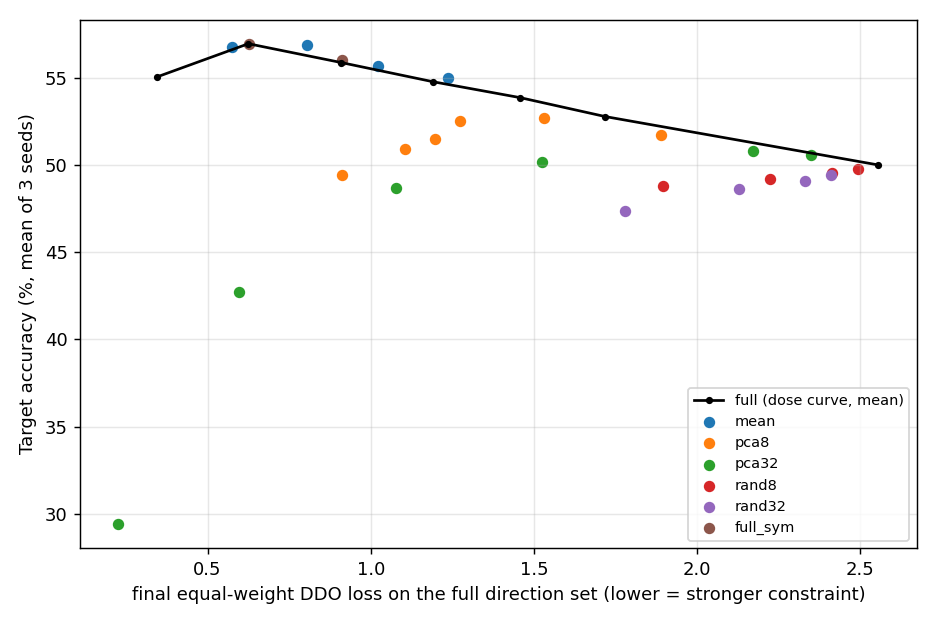 Target accuracy (%, mean of 3 seeds)
55
50
45
40
35
30
0.5
1.0
1.5
2.0
2.5
final equal-weight DDO loss on the full direction set (lower = stronger constraint)
full (dose curve, mean)
mean
pca8
pca32
rand8
rand32
full_sym